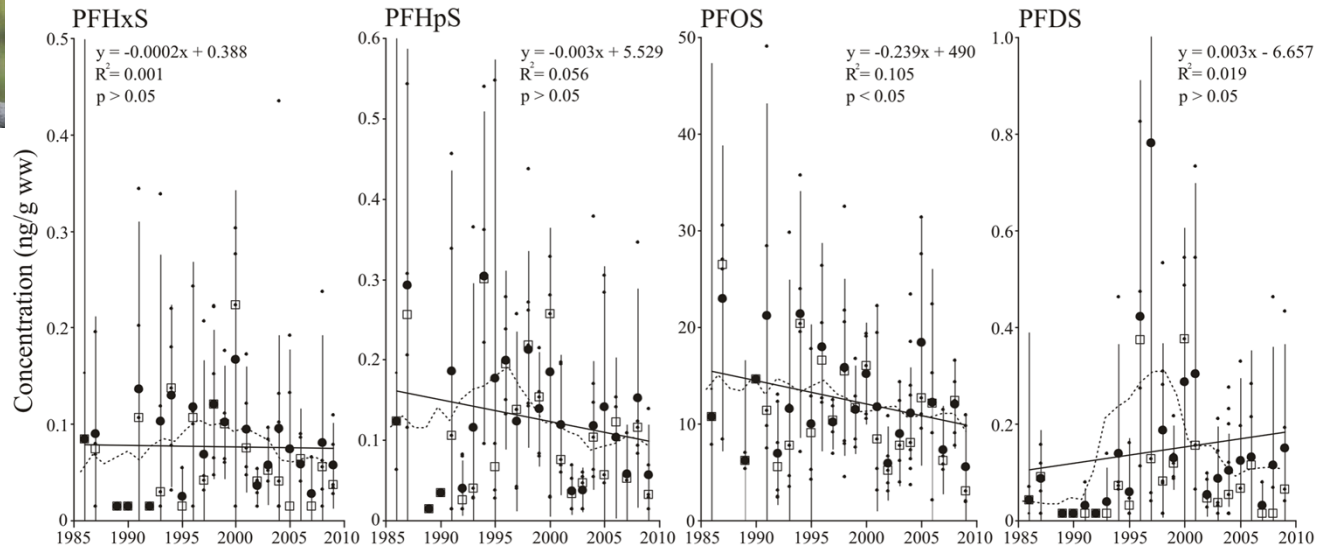 PFHxS
y = -0.0002x + 0.388
R²= 0.001
p > 0.05
PFHpS
y = -0.003x + 5.529
R²= 0.056
p > 0.05
PFOS
y = -0.239x + 490
R²= 0.105
p < 0.05
PFDS
y = 0.003x - 6.657
R²= 0.019
p > 0.05
Concentration (ng/g ww)
0.5
0.4
0.3
0.2
0.1
0
1985 1990 1995 2000 2005 2010
0.6
0.5
0.4
0.3
0.2
0.1
0
1985 1990 1995 2000 2005 2010
50
40
30
20
10
0
1985 1990 1995 2000 2005 2010
1.0
0.8
0.6
0.4
0.2
0
1985 1990 1995 2000 2005 2010